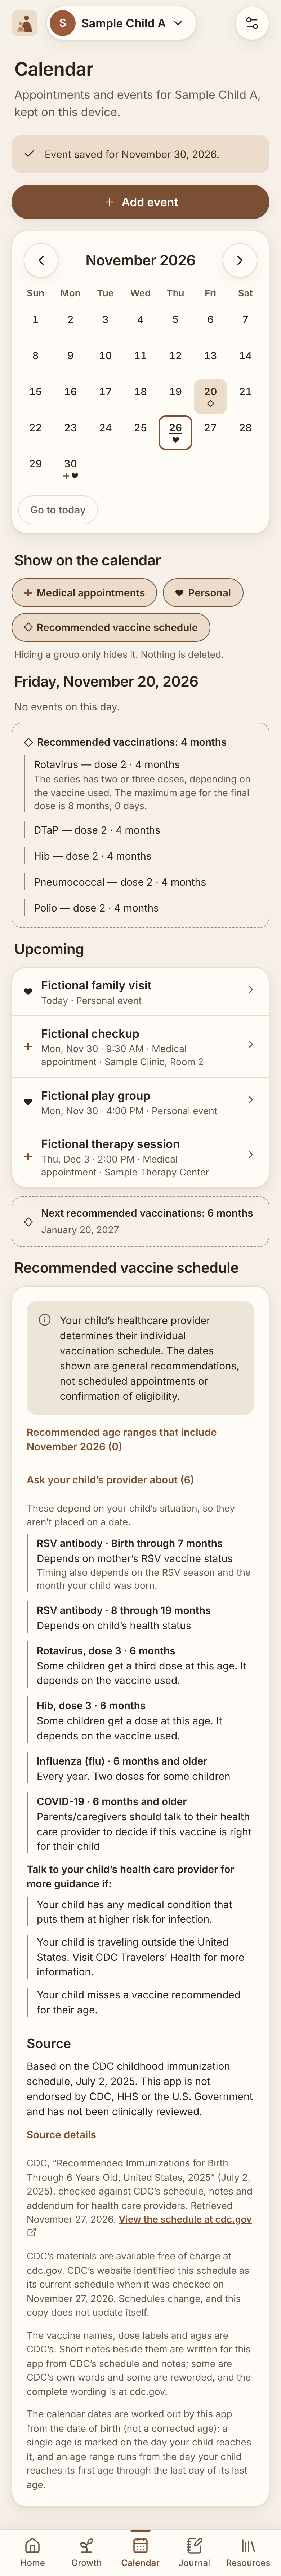 S Sample Child A
Calendar
Appointments and events for Sample Child A,
kept on this device.
Event saved for November 30, 2026.
+ Add event
November 2026
Sun Mon Tue Wed Thu Fri Sat
1 2 3 4 5 6 7
8 9 10 11 12 13 14
15 16 17 18 19 20 21
22 23 24 25 26 27 28
29 30
Go to today
Show on the calendar
Medical appointments Personal
Recommended vaccine schedule
Hiding a group only hides it. Nothing is deleted.
Friday, November 20, 2026
No events on this day.
Recommended vaccinations: 4 months
Rotavirus — dose 2 · 4 months
The series has two or three doses, depending on
the vaccine used. The maximum age for the final
dose is 8 months, 0 days.
DTaP — dose 2 · 4 months
Hib — dose 2 · 4 months
Pneumococcal — dose 2 · 4 months
Polio — dose 2 · 4 months
Upcoming
Fictional family visit
Today · Personal event
Fictional checkup
Mon, Nov 30 · 9:30 AM · Medical
appointment · Sample Clinic, Room 2
Fictional play group
Mon, Nov 30 · 4:00 PM · Personal event
Fictional therapy session
Thu, Dec 3 · 2:00 PM · Medical
appointment · Sample Therapy Center
Next recommended vaccinations: 6 months
January 20, 2027
Recommended vaccine schedule
Your child’s healthcare provider
determines their individual
vaccination schedule. The dates
shown are general recommendations,
not scheduled appointments or
confirmation of eligibility.
Recommended age ranges that include
November 2026 (0)
Ask your child’s provider about (6)
These depend on your child’s situation, so they
aren’t placed on a date.
RSV antibody · Birth through 7 months
Depends on mother’s RSV vaccine status
Timing also depends on the RSV season and the
month your child was born.
RSV antibody · 8 through 19 months
Depends on child’s health status
Rotavirus, dose 3 · 6 months
Some children get a third dose at this age. It
depends on the vaccine used.
Hib, dose 3 · 6 months
Some children get a dose at this age. It
depends on the vaccine used.
Influenza (flu) · 6 months and older
Every year. Two doses for some children
COVID-19 · 6 months and older
Parents/caregivers should talk to their health
care provider to decide if this vaccine is right
for their child
Talk to your child’s health care provider for
more guidance if:
Your child has any medical condition that
puts them at higher risk for infection.
Your child is traveling outside the United
States. Visit CDC Travelers’ Health for more
information.
Your child misses a vaccine recommended
for their age.
Source
Based on the CDC childhood immunization
schedule, July 2, 2025. This app is not
endorsed by CDC, HHS or the U.S. Government
and has not been clinically reviewed.
Source details
CDC, “Recommended Immunizations for Birth
Through 6 Years Old, United States, 2025” (July 2,
2025), checked against CDC’s schedule, notes and
addendum for health care providers. Retrieved
November 27, 2026. View the schedule at cdc.gov
CDC’s materials are available free of charge at
cdc.gov. CDC’s website identified this schedule as
its current schedule when it was checked on
November 27, 2026. Schedules change, and this
copy does not update itself.
The vaccine names, dose labels and ages are
CDC’s. Short notes beside them are written for this
app from CDC’s schedule and notes; some are
CDC’s own words and some are reworded, and the
complete wording is at cdc.gov.
The calendar dates are worked out by this app
from the date of birth (not a corrected age): a
single age is marked on the day your child reaches
it, and an age range runs from the day your child
reaches its first age through the last day of its last
age.
Home Growth Calendar Journal Resources